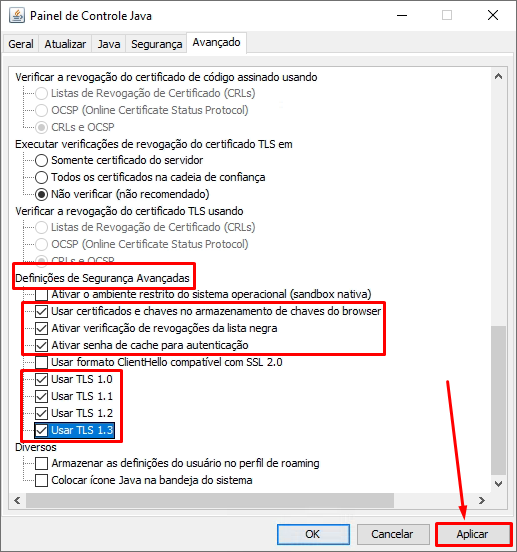 Painel de Controle Java
Geral Atualizar Java Segurança Avançado
Verificar a revogação do certificado de código assinado usando
Listas de Revogação de Certificado (CRLs)
OCSP (Online Certificate Status Protocol)
CRLs e OCSP
Executar verificações de revogação do certificado TLS em
Somente certificado do servidor
Todos os certificados na cadeia de confiança
Não verificar (não recomendado)
Verificar a revogação do certificado TLS usando
Listas de Revogação de Certificado (CRLs)
OCSP (Online Certificate Status Protocol)
CRLs e OCSP
Definições de Segurança Avançadas
Ativar o ambiente restrito do sistema operacional (sandbox nativa)
Usar certificados e chaves no armazenamento de chaves do browser
Ativar verificação de revogações da lista negra
Ativar senha de cache para autenticação
Usar formato ClientHello compatível com SSL 2.0
Usar TLS 1.0
Usar TLS 1.1
Usar TLS 1.2
Usar TLS 1.3
Diversos
Armazenar as definições do usuário no perfil de roaming
Colocar ícone Java na bandeja do sistema
OK Cancelar Aplicar